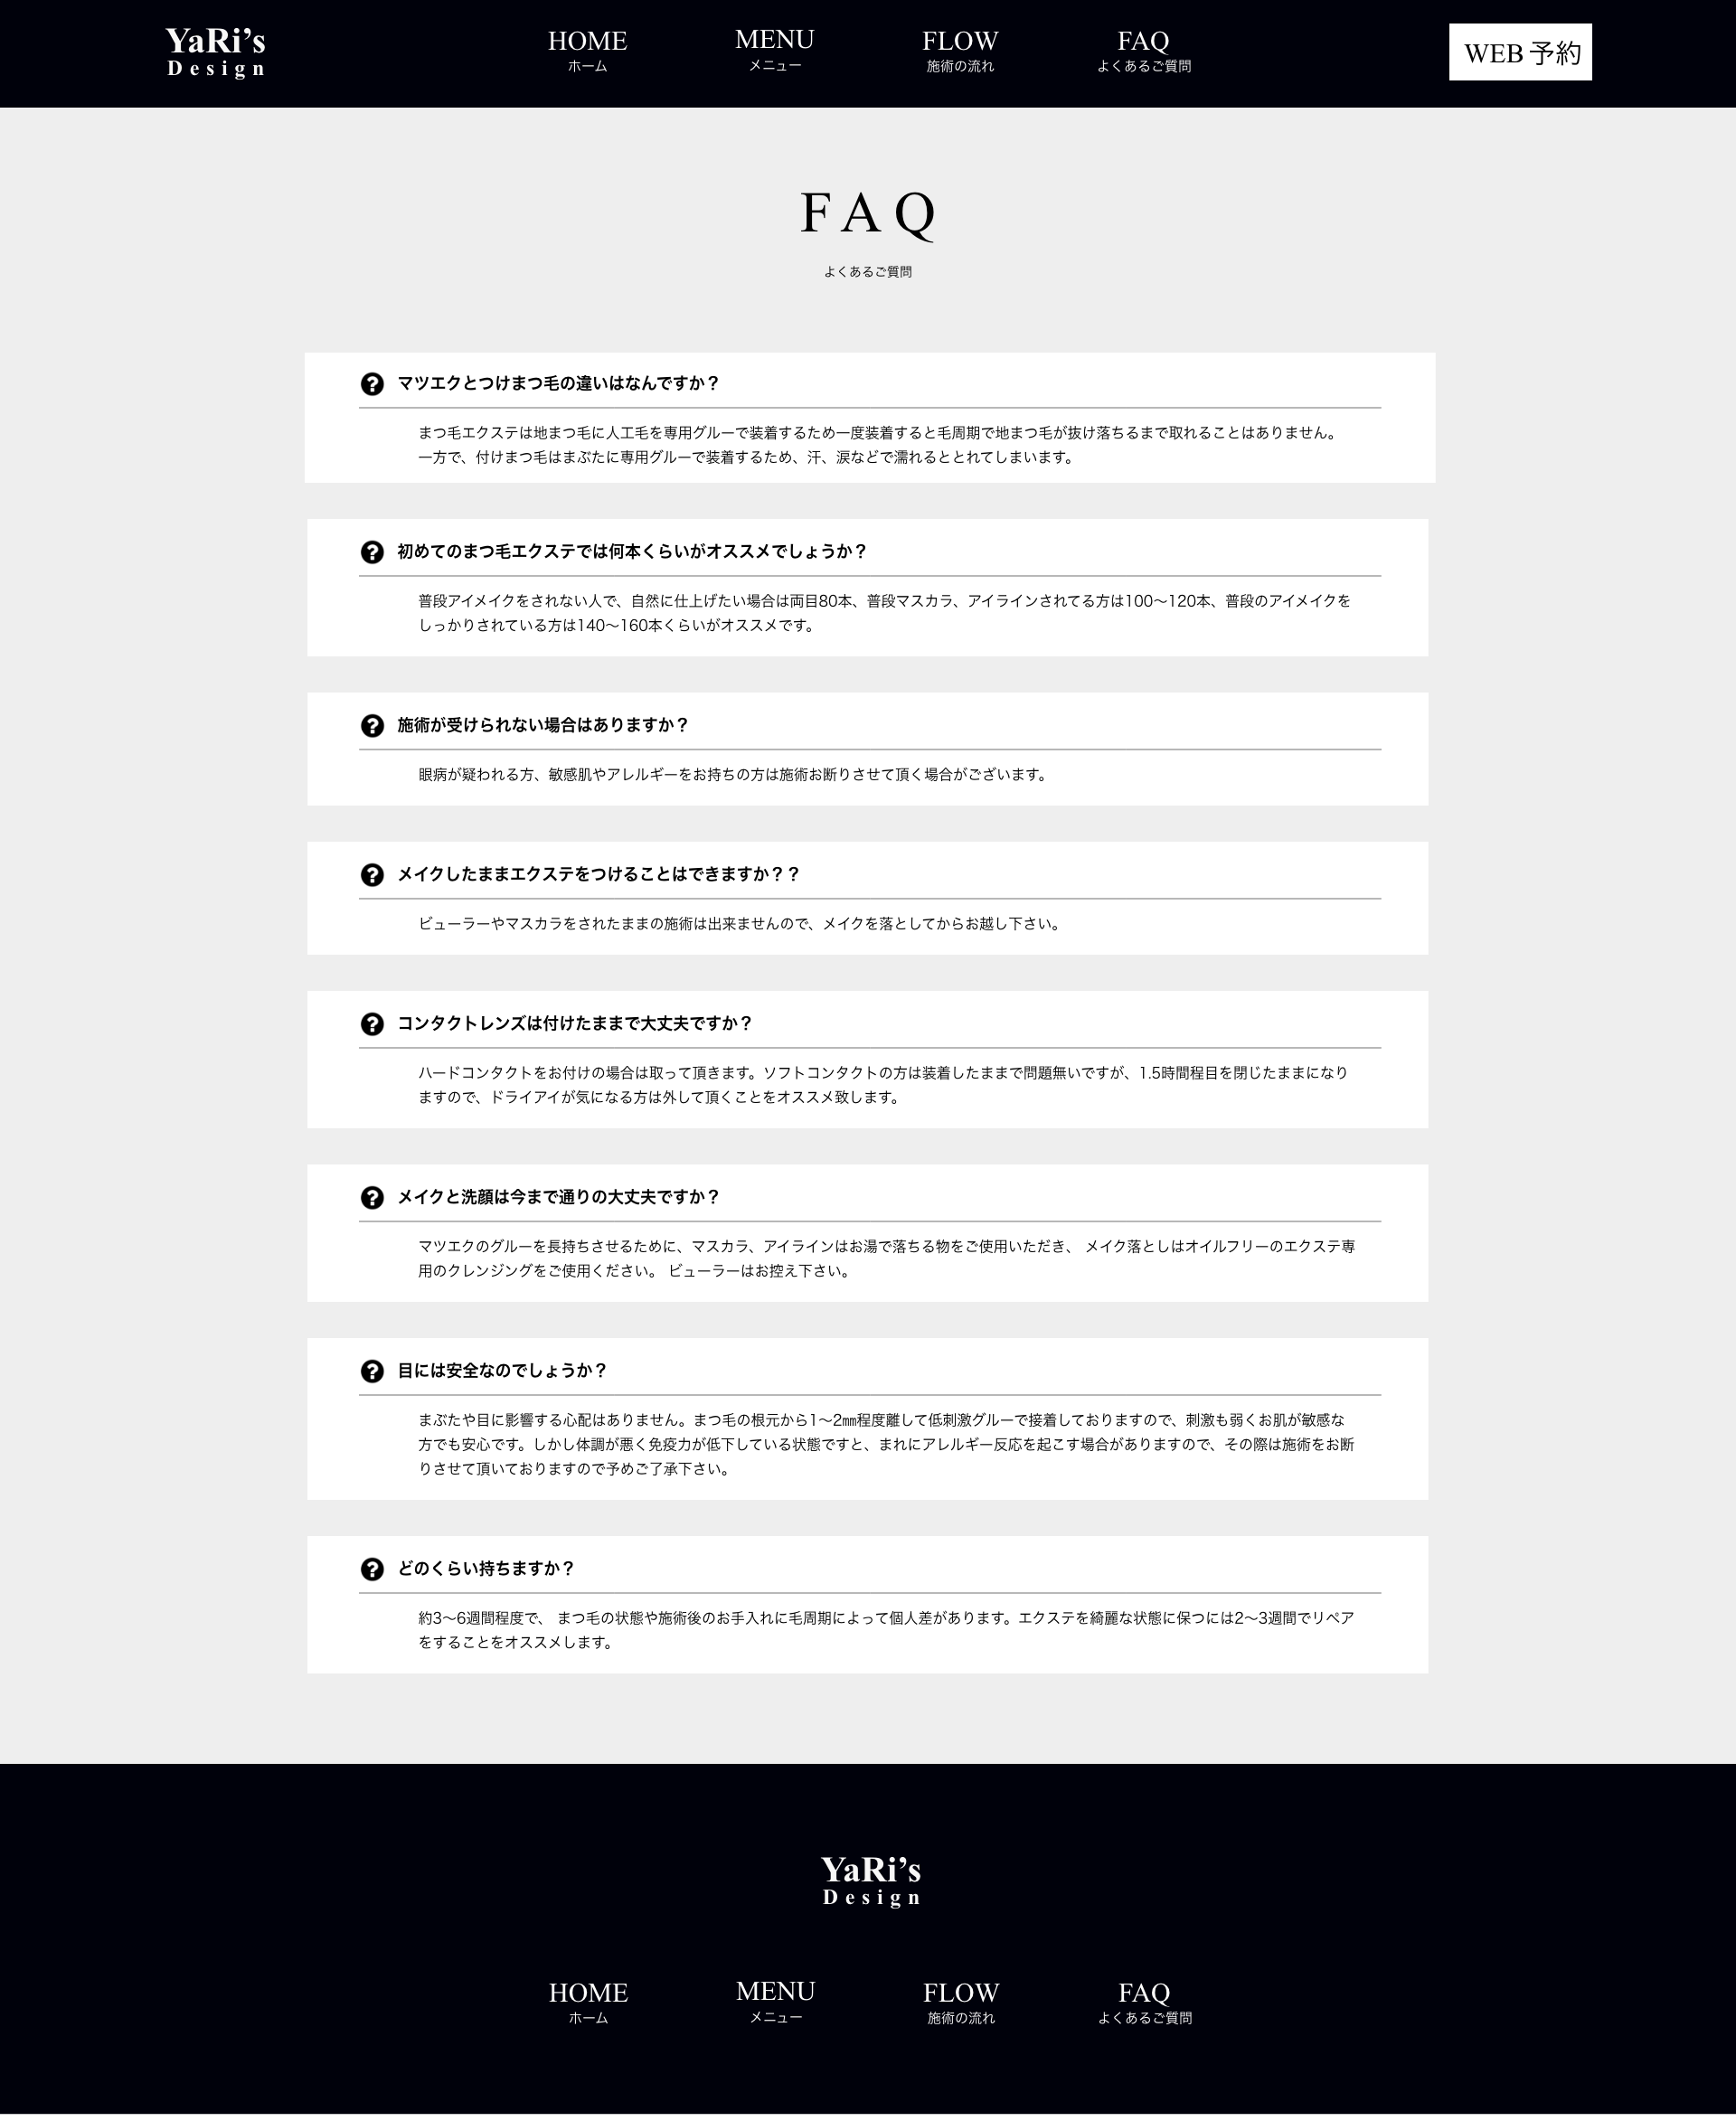 YaRi’s
Design
HOME
ホーム
MENU
メニュー
FLOW
施術の流れ
FAQ
よくあるご質問
WEB 予約
FAQ
よくあるご質問
マツエクとつけまつ毛の違いはなんですか？
まつ毛エクステは地まつ毛に人工毛を専用グルーで装着するため一度装着すると毛周期で地まつ毛が抜け落ちるまで取れることはありません。
一方で、付けまつ毛はまぶたに専用グルーで装着するため、汗、涙などで濡れるととれてしまいます。
初めてのまつ毛エクステでは何本くらいがオススメでしょうか？
普段アイメイクをされない人で、自然に仕上げたい場合は両目80本、普段マスカラ、アイラインされてる方は100〜120本、普段のアイメイクを
しっかりされている方は140〜160本くらいがオススメです。
施術が受けられない場合はありますか？
眼病が疑われる方、敏感肌やアレルギーをお持ちの方は施術お断りさせて頂く場合がございます。
メイクしたままエクステをつけることはできますか？？
ビューラーやマスカラをされたままの施術は出来ませんので、メイクを落としてからお越し下さい。
コンタクトレンズは付けたままで大丈夫ですか？
ハードコンタクトをお付けの場合は取って頂きます。ソフトコンタクトの方は装着したままで問題無いですが、1.5時間程目を閉じたままになり
ますので、ドライアイが気になる方は外して頂くことをオススメ致します。
メイクと洗顔は今まで通りの大丈夫ですか？
マツエクのグルーを長持ちさせるために、マスカラ、アイラインはお湯で落ちる物をご使用いただき、 メイク落としはオイルフリーのエクステ専
用のクレンジングをご使用ください。 ビューラーはお控え下さい。
目には安全なのでしょうか？
まぶたや目に影響する心配はありません。まつ毛の根元から1〜2㎜程度離して低刺激グルーで接着しておりますので、刺激も弱くお肌が敏感な
方でも安心です。しかし体調が悪く免疫力が低下している状態ですと、まれにアレルギー反応を起こす場合がありますので、その際は施術をお断
りさせて頂いておりますので予めご了承下さい。
どのくらい持ちますか？
約3〜6週間程度で、 まつ毛の状態や施術後のお手入れに毛周期によって個人差があります。エクステを綺麗な状態に保つには2〜3週間でリペア
をすることをオススメします。
YaRi’s
Design
HOME
ホーム
MENU
メニュー
FLOW
施術の流れ
FAQ
よくあるご質問